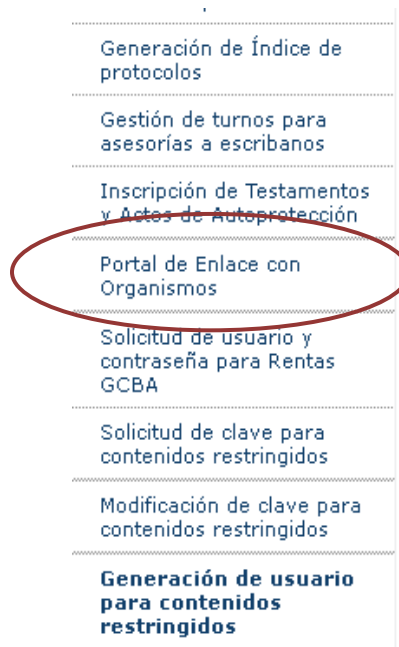 Generación de Índice de
protocolos
Gestión de turnos para
asesorías a escribanos
Inscripción de Testamentos
y Actos de Autoprotección
Portal de Enlace con
Organismos
Solicitud de usuario y
contraseña para Rentas
GCBA
Solicitud de clave para
contenidos restringidos
Modificación de clave para
contenidos restringidos
Generación de usuario
para contenidos
restringidos